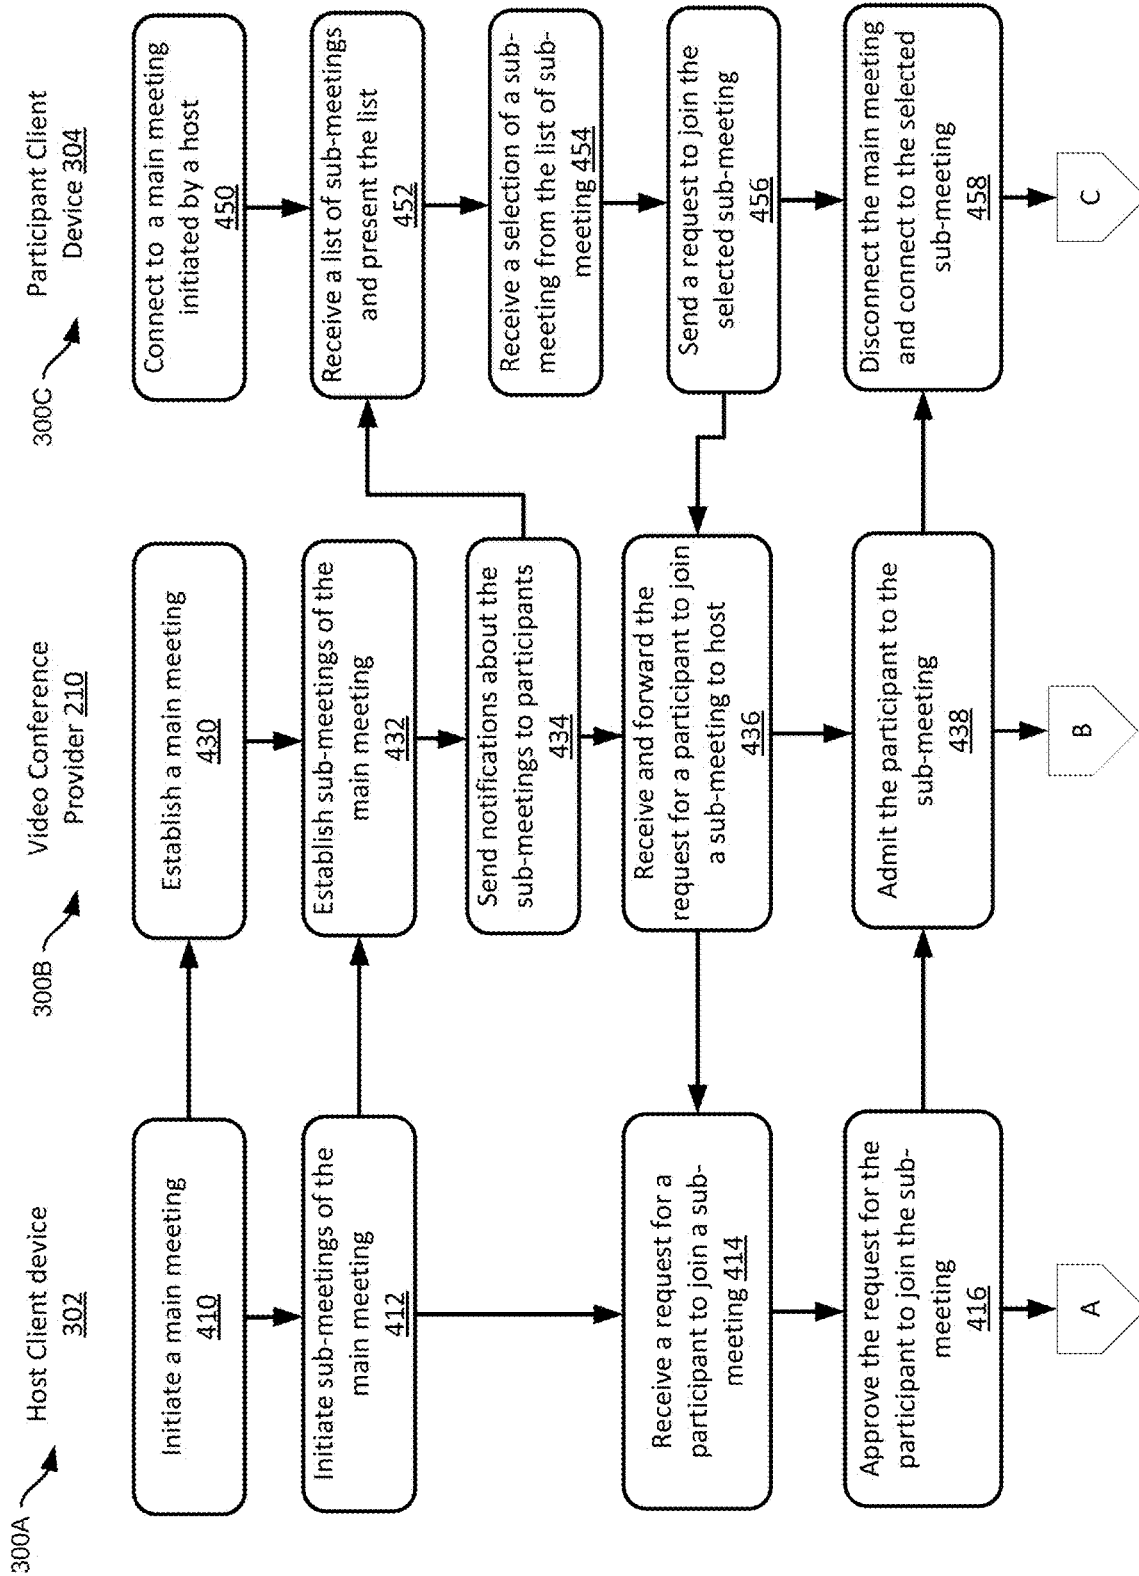 300A
Host Client device
302
Initiate a main meeting
410
Initiate sub-meetings of the
main meeting
412
Receive a request for a
participant to join a sub-
meeting 414
Approve the request for the
participant to join the sub-
meeting
416
A
300B
Video Conference
Provider 210
Establish a main meeting
430
Establish sub-meetings of the
main meeting
432
Send notifications about the
sub-meetings to participants
434
Receive and forward the
request for a participant to join
a sub-meeting to host
436
Admit the participant to the
sub-meeting
438
B
300C
Participant Client
Device 304
Connect to a main meeting
initiated by a host
450
Receive a list of sub-meetings
and present the list
452
Receive a selection of a sub-
meeting from the list of sub-
meeting 454
Send a request to join the
selected sub-meeting
456
Disconnect the main meeting
and connect to the selected
sub-meeting
458
C